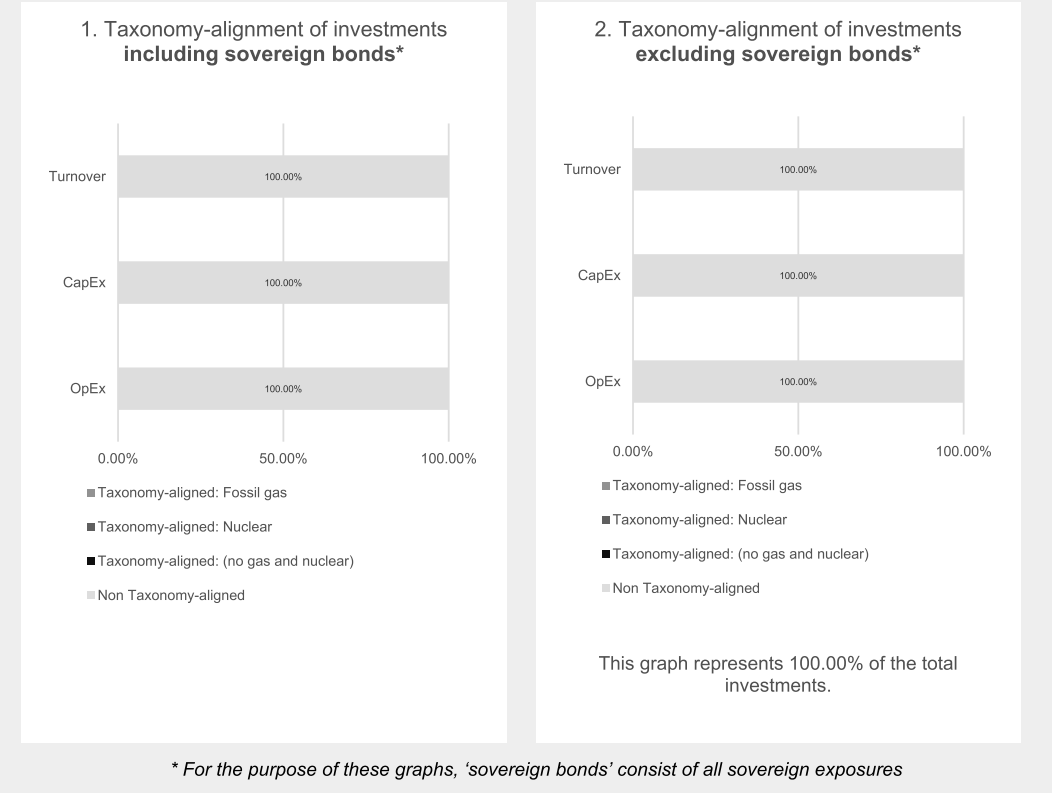 1. Taxonomy-alignment of investments
including sovereign bonds*
Turnover
100.00%
CapEx
100.00%
OpEx
100.00%
0.00% 50.00% 100.00%
Taxonomy-aligned: Fossil gas
Taxonomy-aligned: Nuclear
Taxonomy-aligned: (no gas and nuclear)
Non Taxonomy-aligned
2. Taxonomy-alignment of investments
excluding sovereign bonds*
Turnover
100.00%
CapEx
100.00%
OpEx
100.00%
0.00% 50.00% 100.00%
Taxonomy-aligned: Fossil gas
Taxonomy-aligned: Nuclear
Taxonomy-aligned: (no gas and nuclear)
Non Taxonomy-aligned
This graph represents 100.00% of the total
investments.
* For the purpose of these graphs, ‘sovereign bonds’ consist of all sovereign exposures